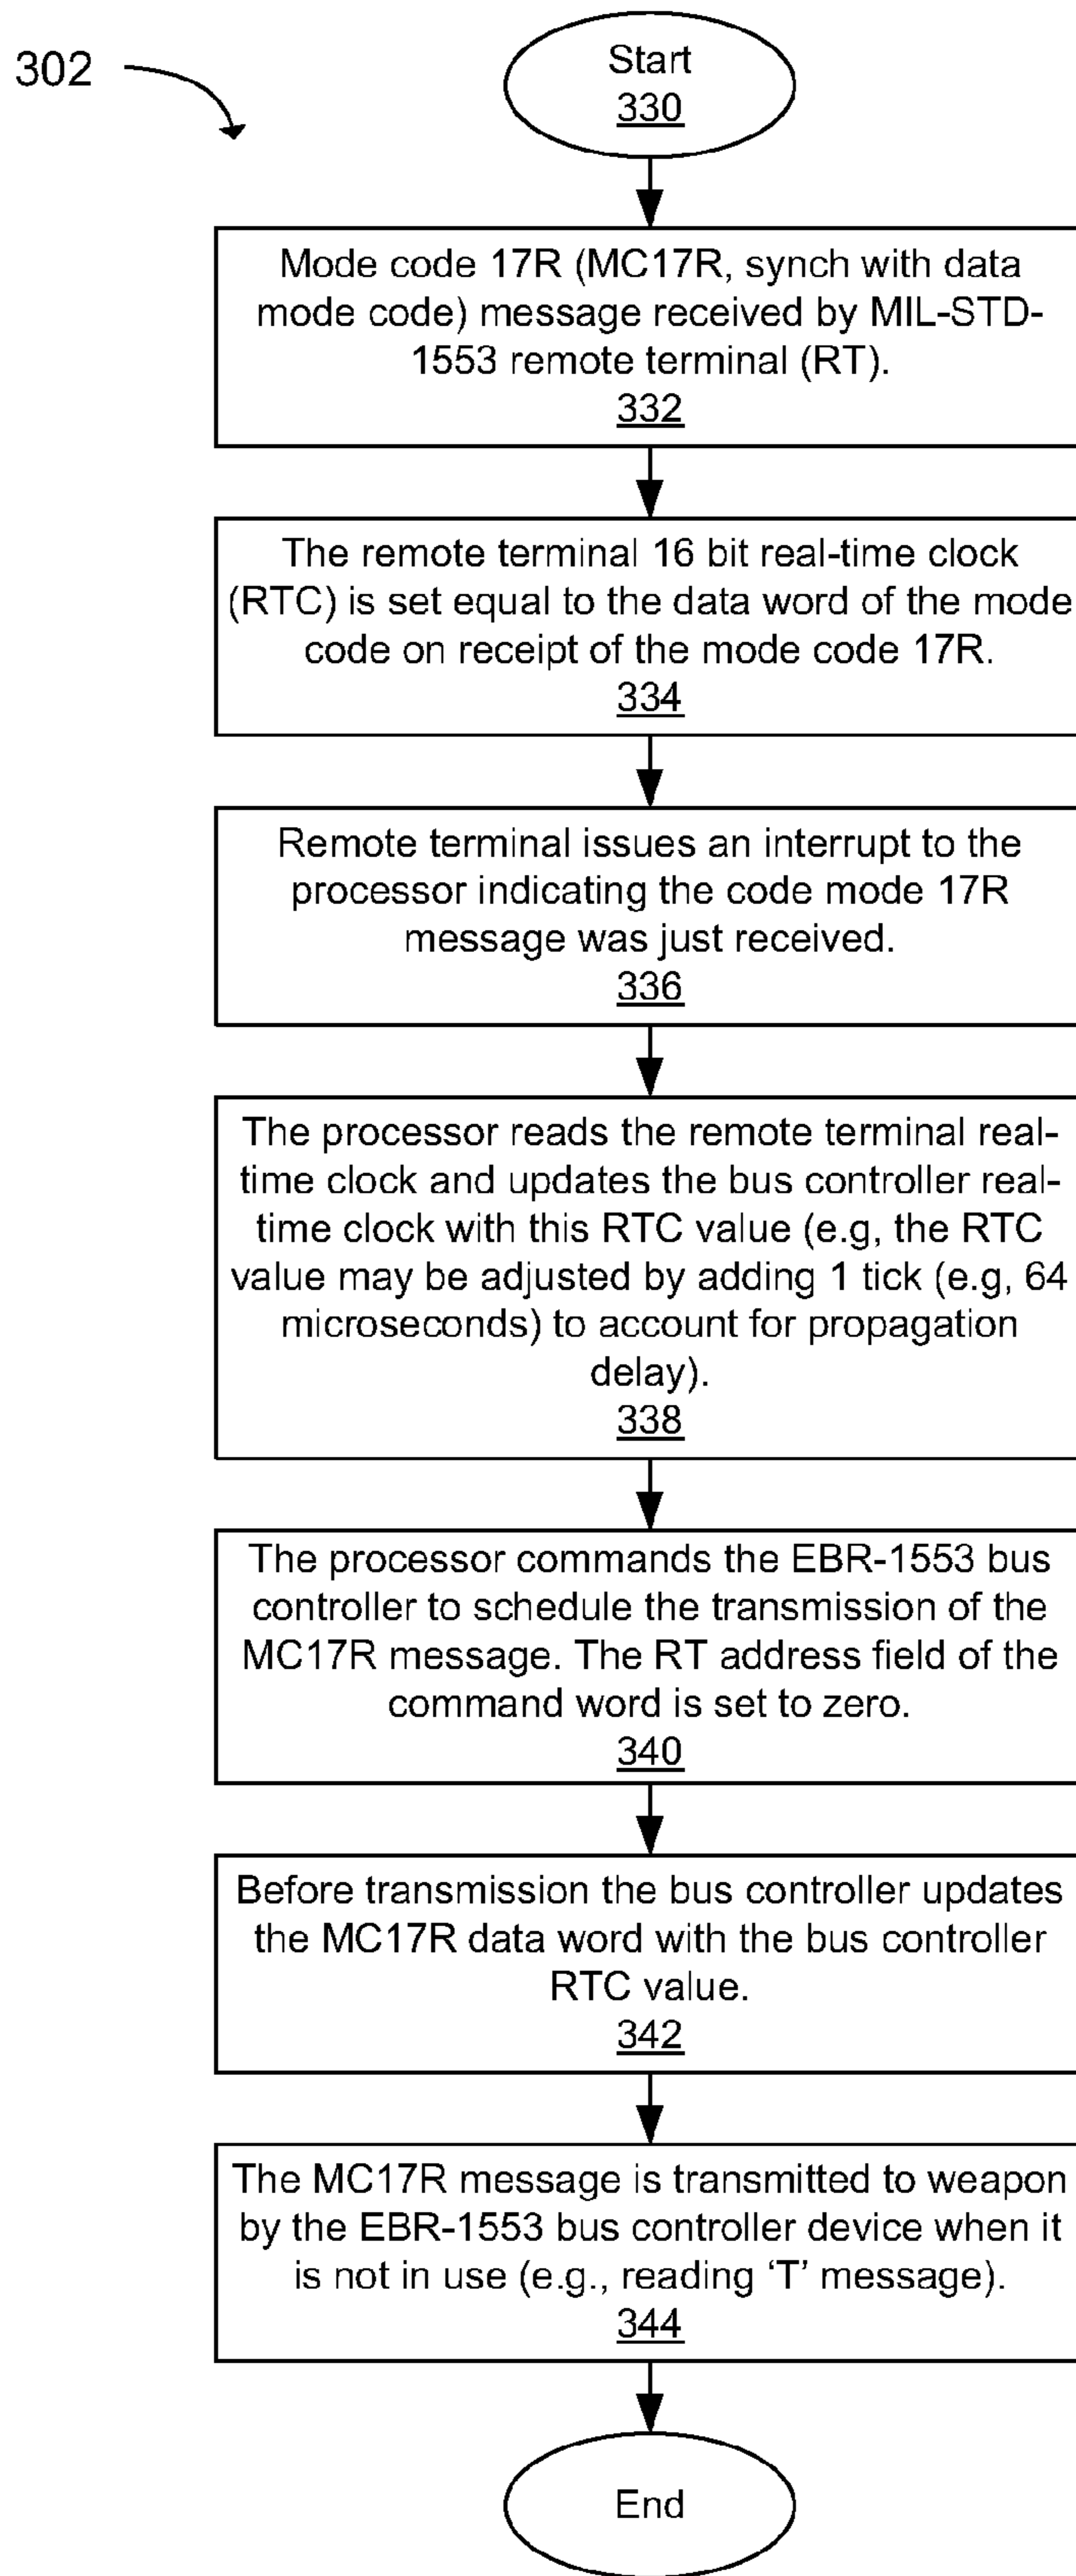 302
Start
330
Mode code 17R (MC17R, synch with data
mode code) message received by MIL-STD-
1553 remote terminal (RT).
332
The remote terminal 16 bit real-time clock
(RTC) is set equal to the data word of the mode
code on receipt of the mode code 17R.
334
Remote terminal issues an interrupt to the
processor indicating the code mode 17R
message was just received.
336
The processor reads the remote terminal real-
time clock and updates the bus controller real-
time clock with this RTC value (e.g, the RTC
value may be adjusted by adding 1 tick (e.g, 64
microseconds) to account for propagation
delay).
338
The processor commands the EBR-1553 bus
controller to schedule the transmission of the
MC17R message. The RT address field of the
command word is set to zero.
340
Before transmission the bus controller updates
the MC17R data word with the bus controller
RTC value.
342
The MC17R message is transmitted to weapon
by the EBR-1553 bus controller device when it
is not in use (e.g., reading ‘T’ message).
344
End